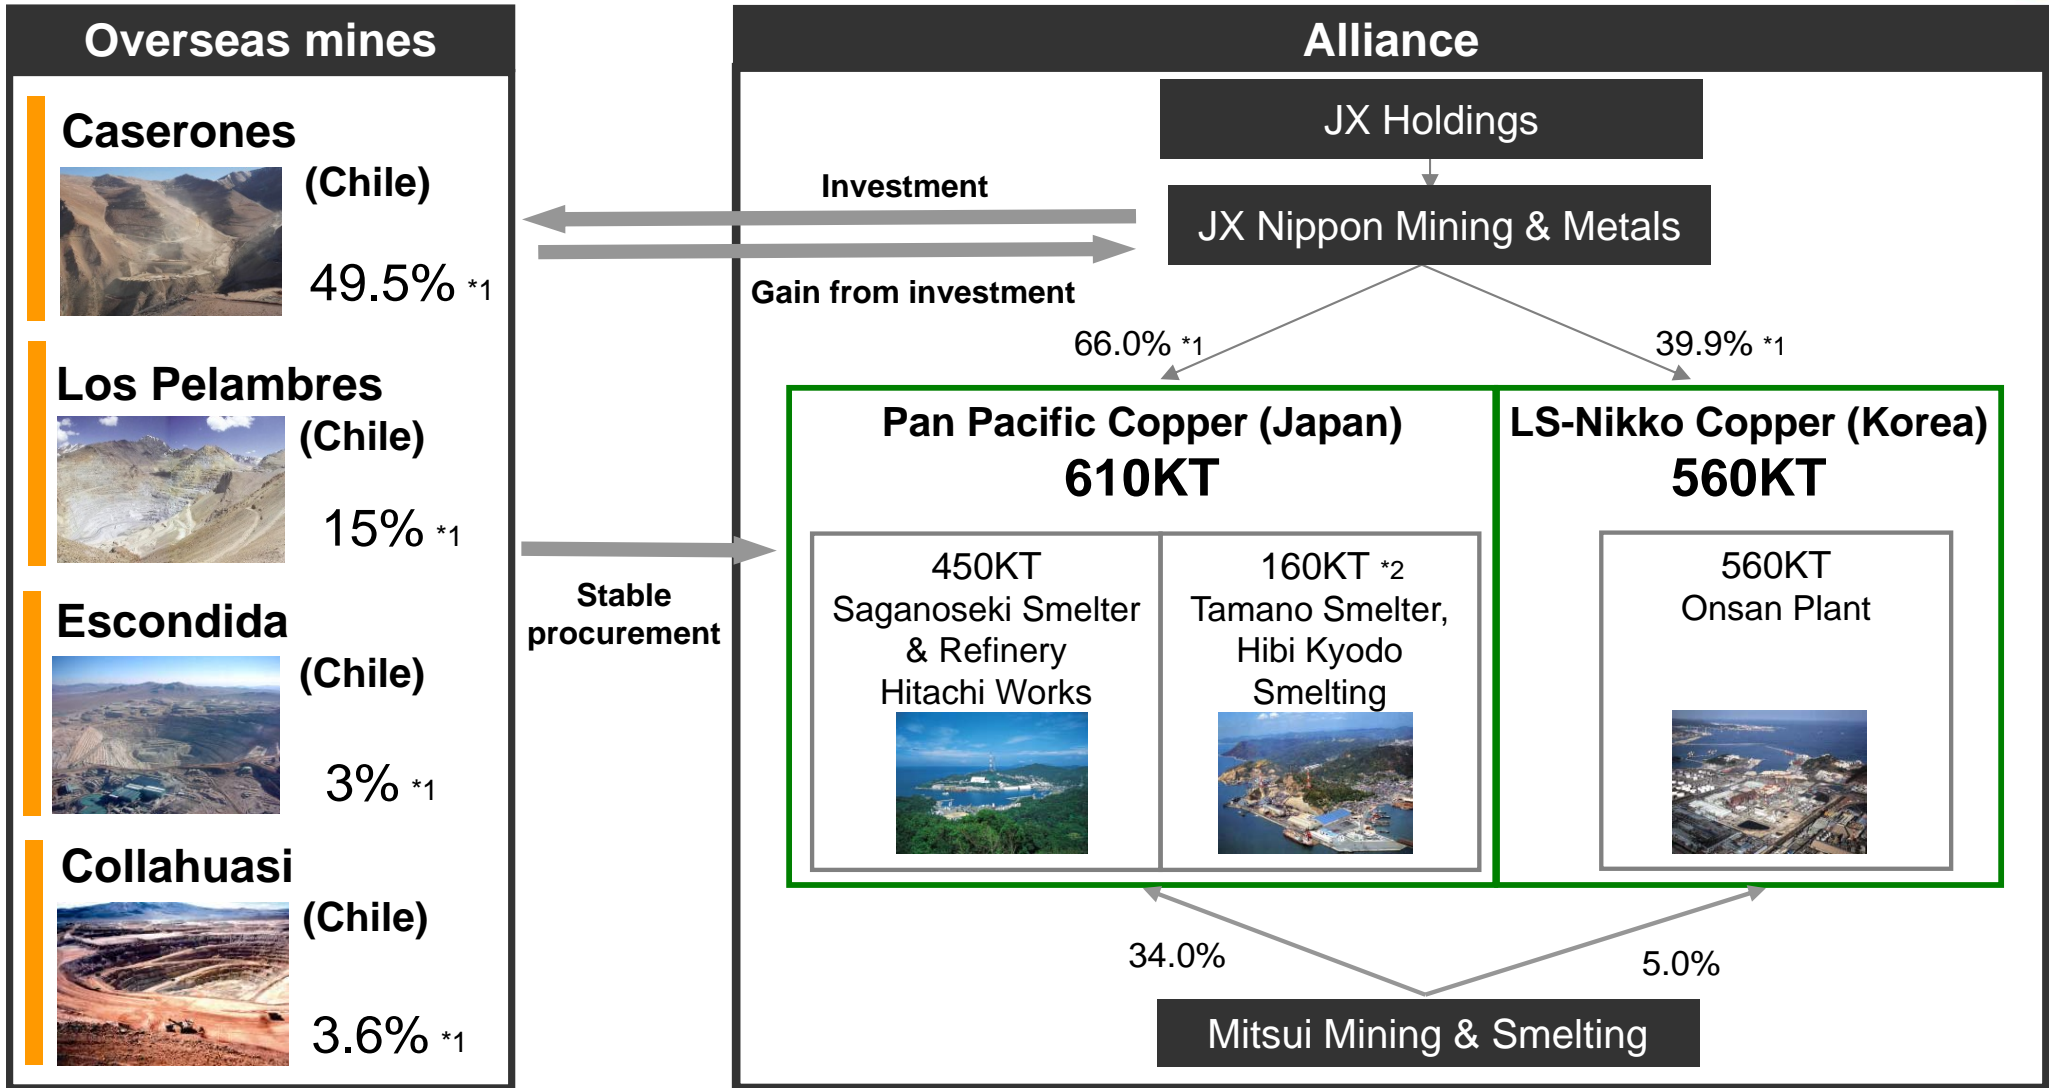 Overseas mines
Caserones
(Chile)
49.5% *1
Los Pelambres
(Chile)
15% *1
Escondida
(Chile)
3% *1
Collahuasi
(Chile)
3.6% *1
Investment
Gain from investment
Stable
procurement
Alliance
JX Holdings
JX Nippon Mining & Metals
66.0% *1
39.9% *1
Pan Pacific Copper (Japan)
610KT
450KT
Saganoseki Smelter
& Refinery
Hitachi Works
160KT *2
Tamano Smelter,
Hibi Kyodo
Smelting
LS-Nikko Copper (Korea)
560KT
560KT
Onsan Plant
34.0%
5.0%
Mitsui Mining & Smelting